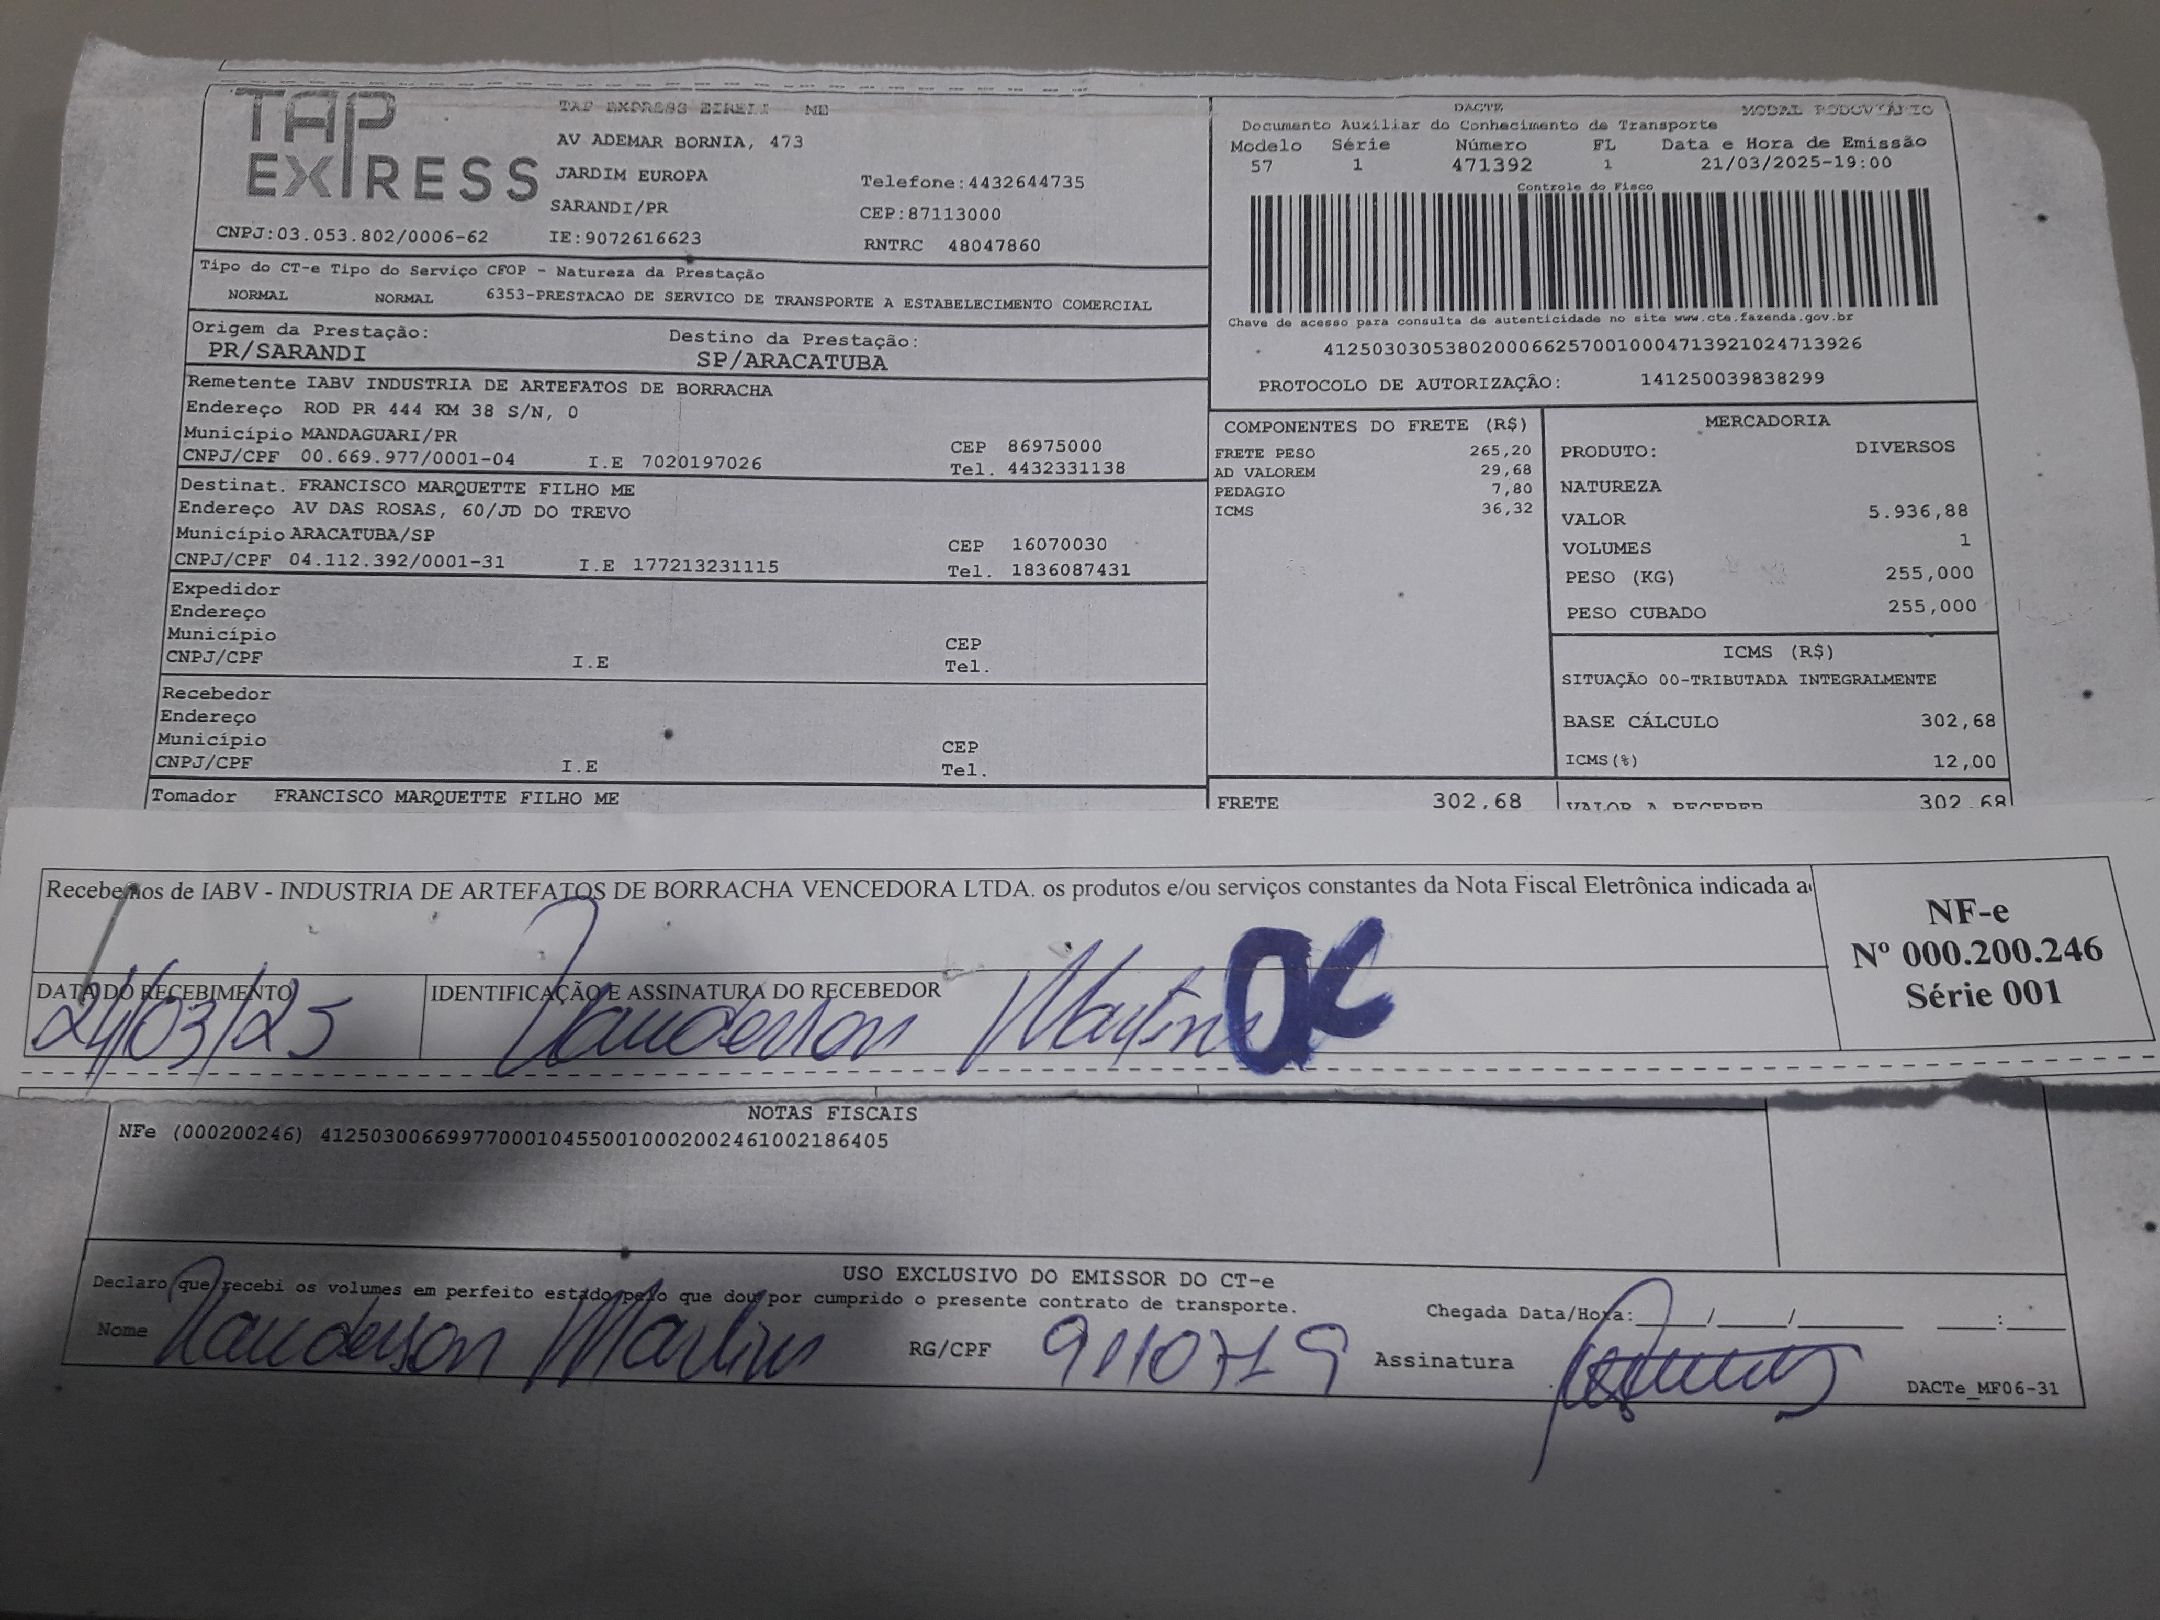 TAP EXPRESS
TAP EXPRESS EIRELI ME
AV ADEMAR BORNIA, 473
JARDIM EUROPA Telefone:4432644735
SARANDI/PR CEP:87113000
CNPJ:03.053.802/0006-62 IE:9072616623 RNTRC 48047860
Tipo do CT-e Tipo do Serviço CFOP - Natureza da Prestação
NORMAL NORMAL 6353-PRESTACAO DE SERVICO DE TRANSPORTE A ESTABELECIMENTO COMERCIAL
Origem da Prestação: Destino da Prestação:
PR/SARANDI SP/ARACATUBA
Remetente IABV INDUSTRIA DE ARTEFATOS DE BORRACHA
Endereço ROD PR 444 KM 38 S/N, 0
Município MANDAGUARI/PR CEP 86975000
CNPJ/CPF 00.669.977/0001-04 I.E 7020197026 Tel. 4432331138
Destinat. FRANCISCO MARQUETTE FILHO ME
Endereço AV DAS ROSAS, 60/JD DO TREVO
Município ARACATUBA/SP CEP 16070030
CNPJ/CPF 04.112.392/0001-31 I.E 177213231115 Tel. 1836087431
Expedidor
Endereço
Município CEP
CNPJ/CPF I.E Tel.
Recebedor
Endereço
Município CEP
CNPJ/CPF I.E Tel.
Tomador FRANCISCO MARQUETTE FILHO ME
DACTE MODAL RODOVIÁRIO
Documento Auxiliar do Conhecimento de Transporte
Modelo Série Número FL Data e Hora de Emissão
57 1 471392 1 21/03/2025-19:00
Controle do Fisco
Chave de acesso para consulta de autenticidade no site www.cte.fazenda.gov.br
41250303053802000662570010004713921024713926
PROTOCOLO DE AUTORIZAÇÃO: 141250039838299
COMPONENTES DO FRETE (R$)
FRETE PESO 265,20
AD VALOREM 29,68
PEDAGIO 7,80
ICMS 36,32
MERCADORIA
PRODUTO: DIVERSOS
NATUREZA
VALOR 5.936,88
VOLUMES 1
PESO (KG) 255,000
PESO CUBADO 255,000
ICMS (R$)
SITUAÇÃO 00-TRIBUTADA INTEGRALMENTE
BASE CÁLCULO 302,68
ICMS(%) 12,00
FRETE 302,68 VALOR A RECEBER 302,68
Recebemos de IABV - INDUSTRIA DE ARTEFATOS DE BORRACHA VENCEDORA LTDA. os produtos e/ou serviços constantes da Nota Fiscal Eletrônica indicada a
NF-e
Nº 000.200.246
Série 001
DATA DO RECEBIMENTO IDENTIFICAÇÃO E ASSINATURA DO RECEBEDOR
24/03/25 Vanderson Martins OK
NOTAS FISCAIS
NFe (000200246) 41250300669977000104550010002002461002186405
USO EXCLUSIVO DO EMISSOR DO CT-e
Declaro que recebi os volumes em perfeito estado pelo que dou por cumprido o presente contrato de transporte.
Chegada Data/Hora:____/____/____ ___:___
Nome Vanderson Martins RG/CPF 9110719 Assinatura
DACTe_MF06-31